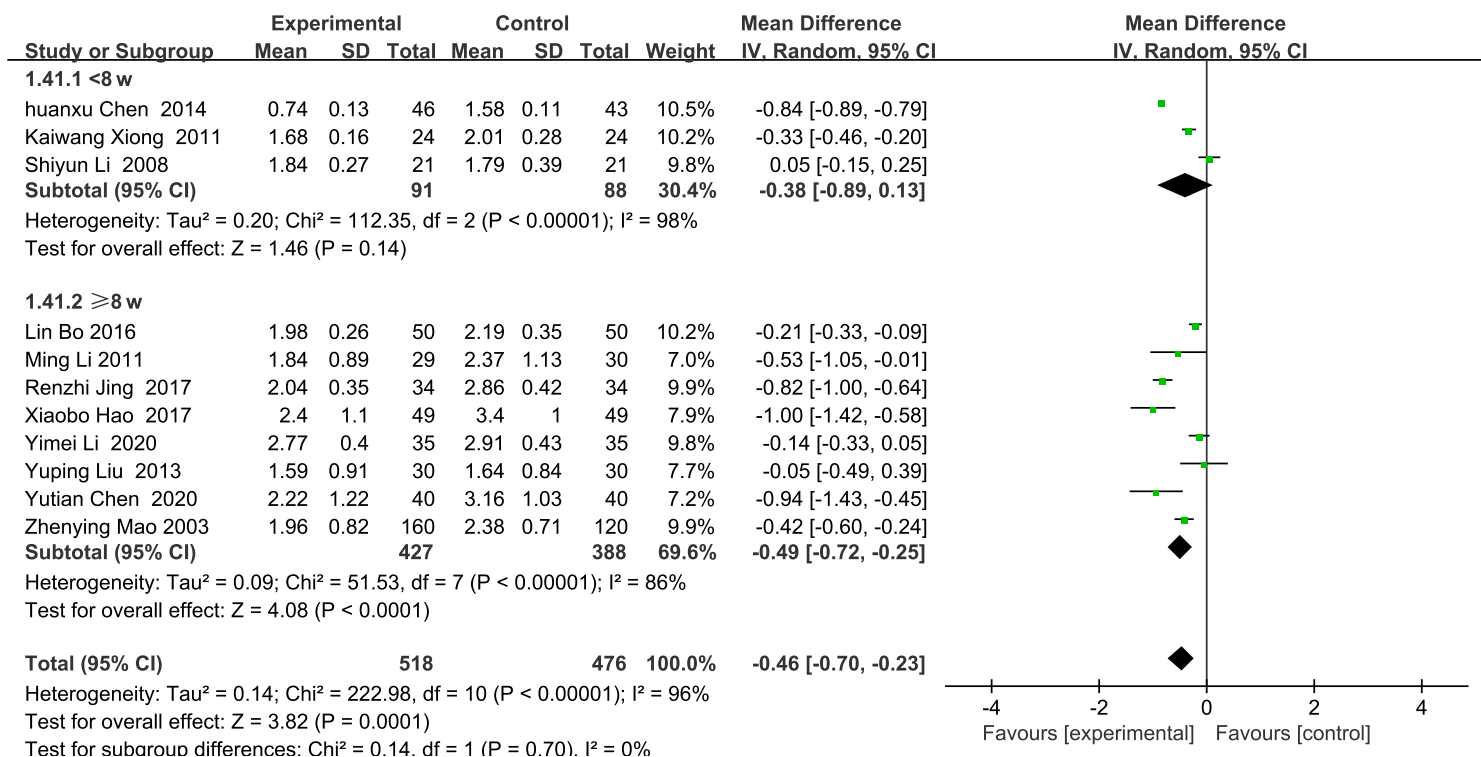 Experimental Control Mean Difference Mean Difference
Study or Subgroup Mean SD Total Mean SD Total Weight IV, Random, 95% CI IV, Random, 95% CI
1.41.1 <8 w
huanxu Chen 2014 0.74 0.13 46 1.58 0.11 43 10.5% -0.84 [-0.89, -0.79]
Kaiwang Xiong 2011 1.68 0.16 24 2.01 0.28 24 10.2% -0.33 [-0.46, -0.20]
Shiyun Li 2008 1.84 0.27 21 1.79 0.39 21 9.8% 0.05 [-0.15, 0.25]
Subtotal (95% CI) 91 88 30.4% -0.38 [-0.89, 0.13]
Heterogeneity: Tau² = 0.20; Chi² = 112.35, df = 2 (P < 0.00001); I² = 98%
Test for overall effect: Z = 1.46 (P = 0.14)
1.41.2 ⩾8 w
Lin Bo 2016 1.98 0.26 50 2.19 0.35 50 10.2% -0.21 [-0.33, -0.09]
Ming Li 2011 1.84 0.89 29 2.37 1.13 30 7.0% -0.53 [-1.05, -0.01]
Renzhi Jing 2017 2.04 0.35 34 2.86 0.42 34 9.9% -0.82 [-1.00, -0.64]
Xiaobo Hao 2017 2.4 1.1 49 3.4 1 49 7.9% -1.00 [-1.42, -0.58]
Yimei Li 2020 2.77 0.4 35 2.91 0.43 35 9.8% -0.14 [-0.33, 0.05]
Yuping Liu 2013 1.59 0.91 30 1.64 0.84 30 7.7% -0.05 [-0.49, 0.39]
Yutian Chen 2020 2.22 1.22 40 3.16 1.03 40 7.2% -0.94 [-1.43, -0.45]
Zhenying Mao 2003 1.96 0.82 160 2.38 0.71 120 9.9% -0.42 [-0.60, -0.24]
Subtotal (95% CI) 427 388 69.6% -0.49 [-0.72, -0.25]
Heterogeneity: Tau² = 0.09; Chi² = 51.53, df = 7 (P < 0.00001); I² = 86%
Test for overall effect: Z = 4.08 (P < 0.0001)
Total (95% CI) 518 476 100.0% -0.46 [-0.70, -0.23]
Heterogeneity: Tau² = 0.14; Chi² = 222.98, df = 10 (P < 0.00001); I² = 96%
Test for overall effect: Z = 3.82 (P = 0.0001)
Test for subgroup differences: Chi² = 0.14, df = 1 (P = 0.70), I² = 0%
-4 -2 0 2 4
Favours [experimental] Favours [control]